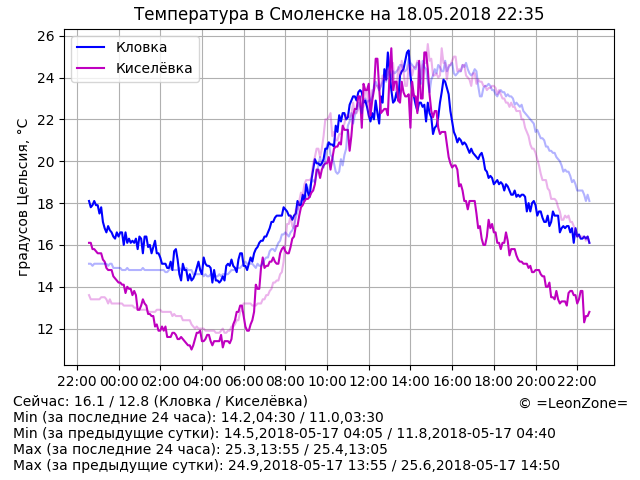 Температура в Смоленске на 18.05.2018 22:35
Кловка
Киселёвка
градусов Цельсия, °C
26
24
22
20
18
16
14
12
22:00 00:00 02:00 04:00 06:00 08:00 10:00 12:00 14:00 16:00 18:00 20:00 22:00
Сейчас: 16.1 / 12.8 (Кловка / Киселёвка)
© =LeonZone=
Min (за последние 24 часа): 14.2,04:30 / 11.0,03:30
Min (за предыдущие сутки): 14.5,2018-05-17 04:05 / 11.8,2018-05-17 04:40
Max (за последние 24 часа): 25.3,13:55 / 25.4,13:05
Max (за предыдущие сутки): 24.9,2018-05-17 13:55 / 25.6,2018-05-17 14:50